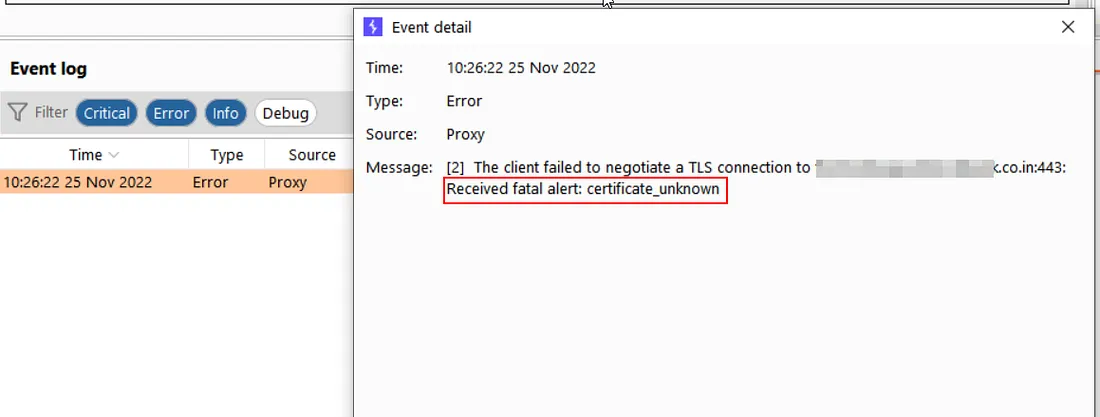 Event detail
Time: 10:26:22 25 Nov 2022
Type: Error
Source: Proxy
Message: [2] The client failed to negotiate a TLS connection to k.co.in:443:
Received fatal alert: certificate_unknown
Event log
Filter Critical Error Info Debug
Time Type Source
10:26:22 25 Nov 2022 Error Proxy